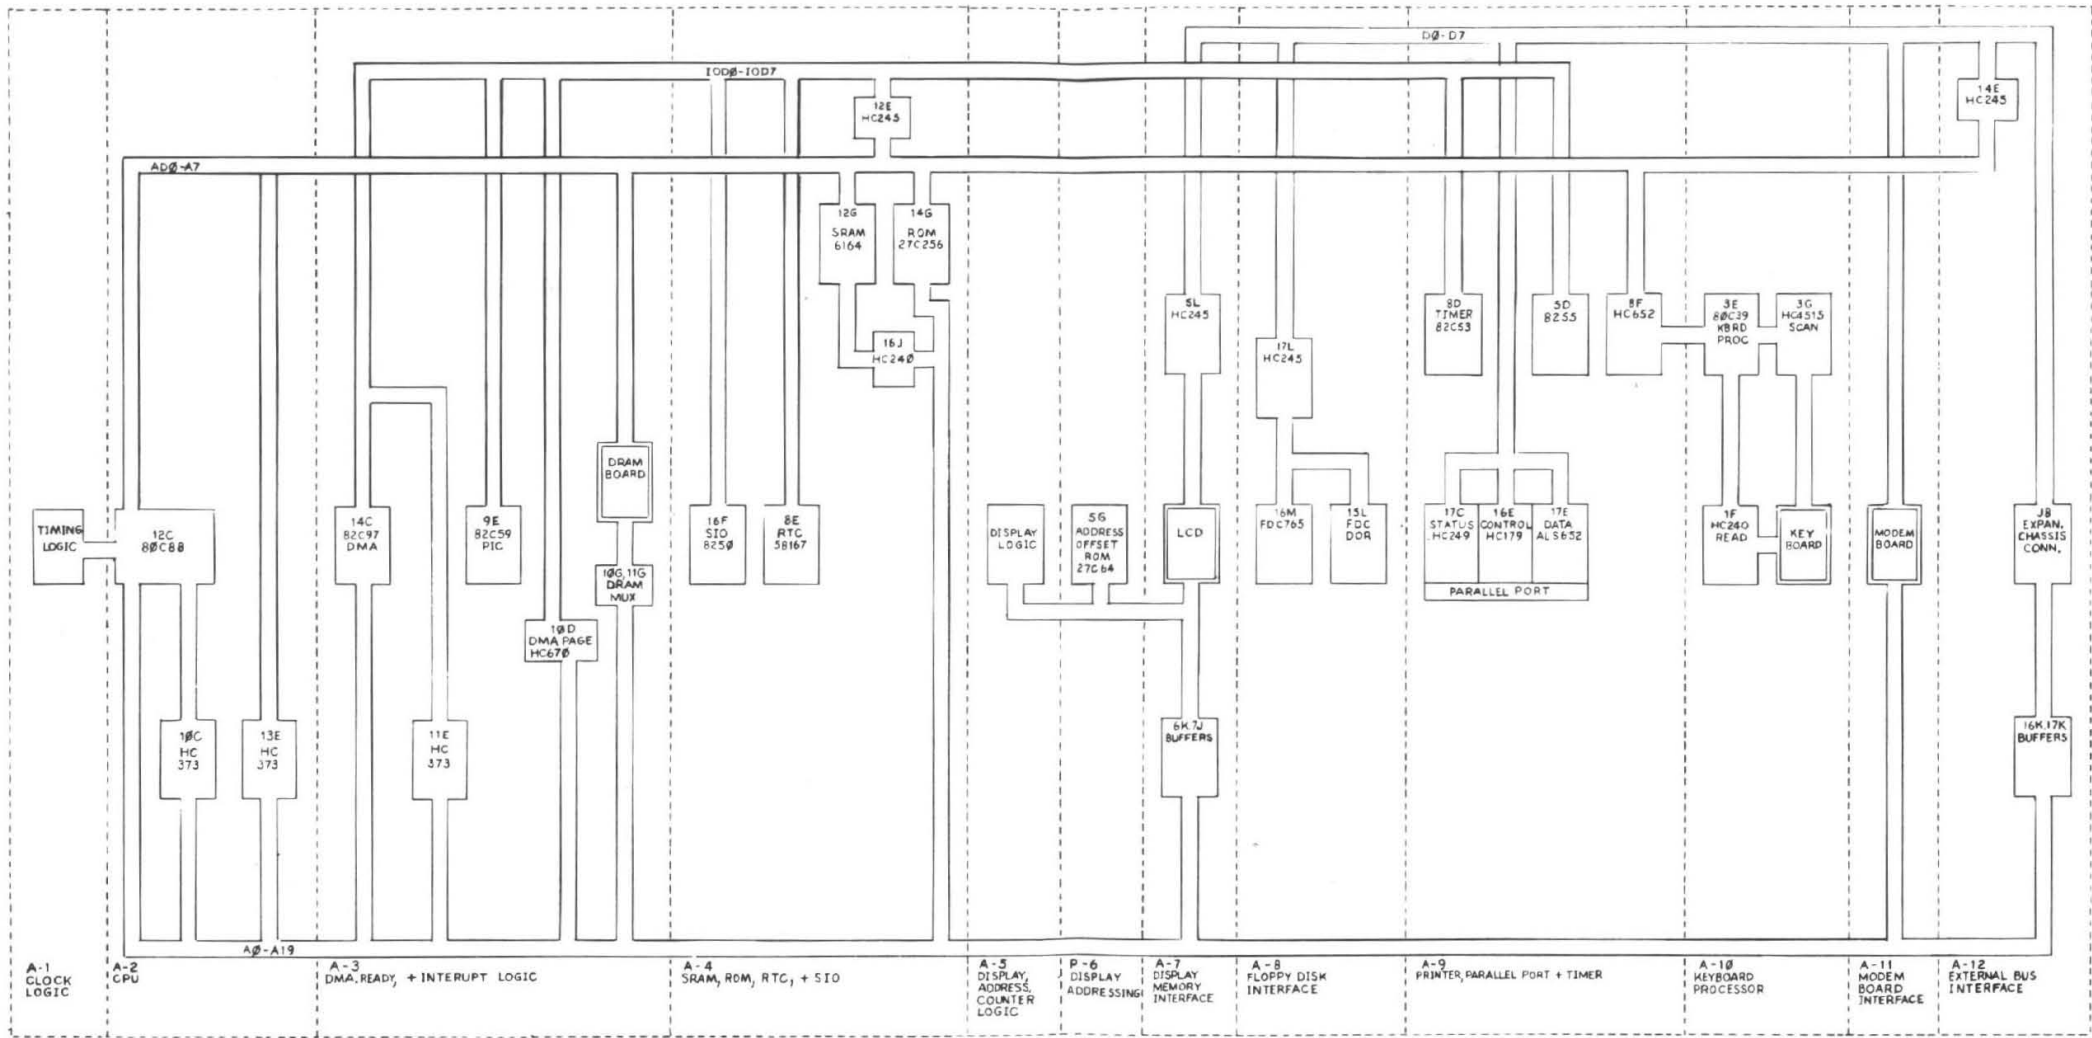 DØ-D7
IODØ-IOD7
12E
HC245
14E
HC245
ADØ-A7
12G
SRAM
6164
14G
ROM
27C256
16J
HC240
5L
HC245
17L
HC245
8D
TIMER
82C53
5D
8255
8F
HC652
3E
80C39
KBRD
PROC
3G
HC4515
SCAN
DRAM
BOARD
TIMING
LOGIC
12C
8ØC88
14C
82C97
DMA
9E
82C59
PIC
10G,11G
DRAM
MUX
1ØD
DMA PAGE
HC67Ø
16F
SIO
825Ø
8E
RTC
58167
DISPLAY
LOGIC
5G
ADDRESS
OFFSET
ROM
27C64
LCD
16M
FDC765
15L
FDC
DOR
17C
STATUS
HC249
16E
CONTROL
HC179
17E
DATA
ALS652
PARALLEL PORT
1F
HC240
READ
KEY
BOARD
MODEM
BOARD
J8
EXPAN.
CHASSIS
CONN.
1ØC
HC
373
13E
HC
373
11E
HC
373
6K,7J
BUFFERS
16K,17K
BUFFERS
AØ-A19
A-1
CLOCK
LOGIC
A-2
CPU
A-3
DMA, READY, + INTERUPT LOGIC
A-4
SRAM, ROM, RTC, + SIO
A-5
DISPLAY,
ADDRESS,
COUNTER
LOGIC
P-6
DISPLAY
ADDRESSING
A-7
DISPLAY
MEMORY
INTERFACE
A-8
FLOPPY DISK
INTERFACE
A-9
PRINTER, PARALLEL PORT + TIMER
A-1Ø
KEYBOARD
PROCESSOR
A-11
MODEM
BOARD
INTERFACE
A-12
EXTERNAL BUS
INTERFACE